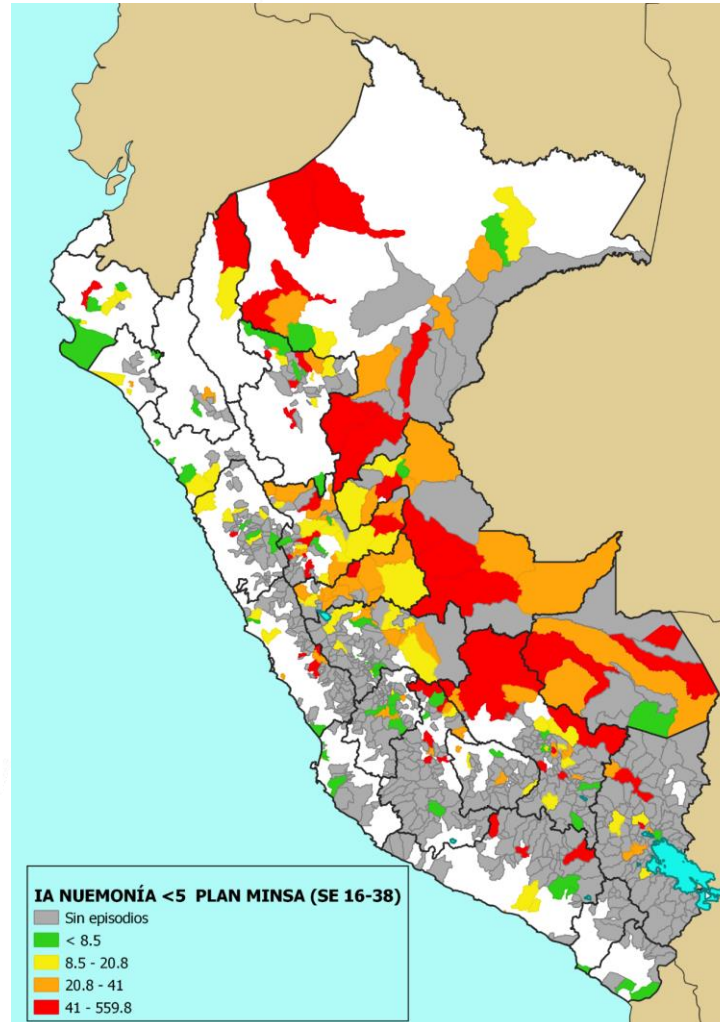 IA NUEMONÍA <5 PLAN MINSA (SE 16-38)
Sin episodios
< 8.5
8.5 - 20.8
20.8 - 41
41 - 559.8